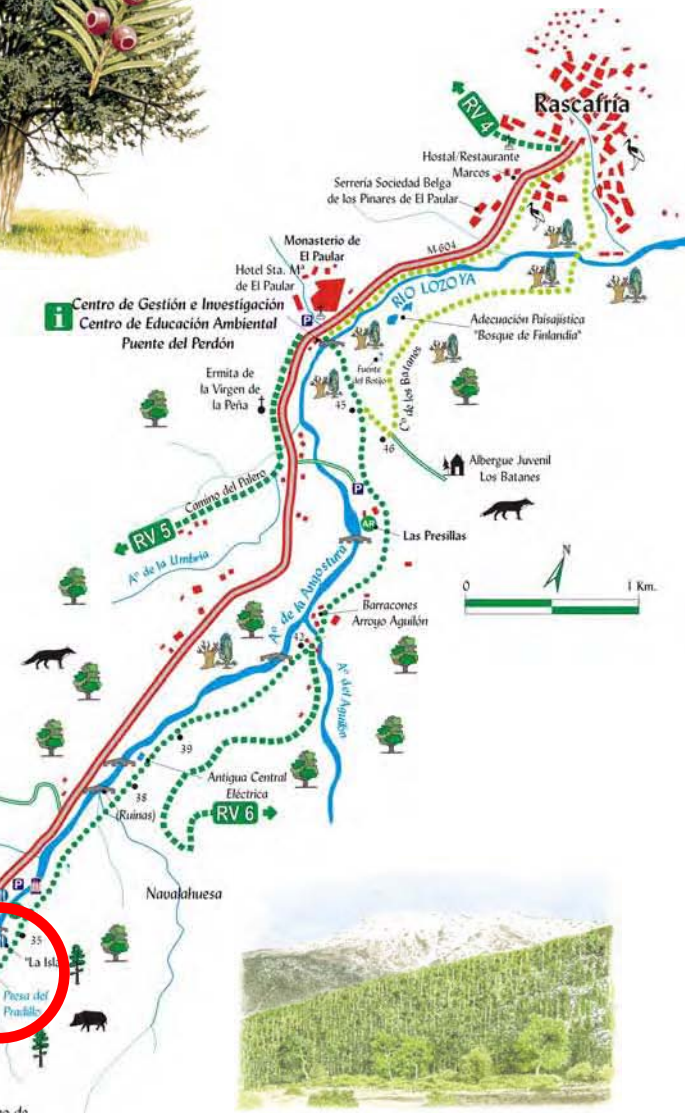 Rascafría
RV 4
Hostal/Restaurante
Marcos
Serrería Sociedad Belga
de los Pinares de El Paular
M-604
Monasterio de
El Paular
Hotel Sta. Mª
de El Paular
RIO LOZOYA
i Centro de Gestión e Investigación
Centro de Educación Ambiental
Puente del Perdón
P
Adecuación Paisajística
"Bosque de Finlandia"
Ermita de
la Virgen de
la Peña
Fuente
del Botijo
Cº de los Batanes
45
46
Albergue Juvenil
Los Batanes
P
Camino del Palero
RV 5
AR
Las Presillas
Aº de la Umbria
N
0 1 Km.
Aº de la Angostura
Barracones
Arroyo Aguilón
42
Aº del Aguilón
39
Antigua Central
Eléctrica
38
(Ruinas)
RV 6
P
Navalahuesa
35
"La Isla
Presa del
Pradillo